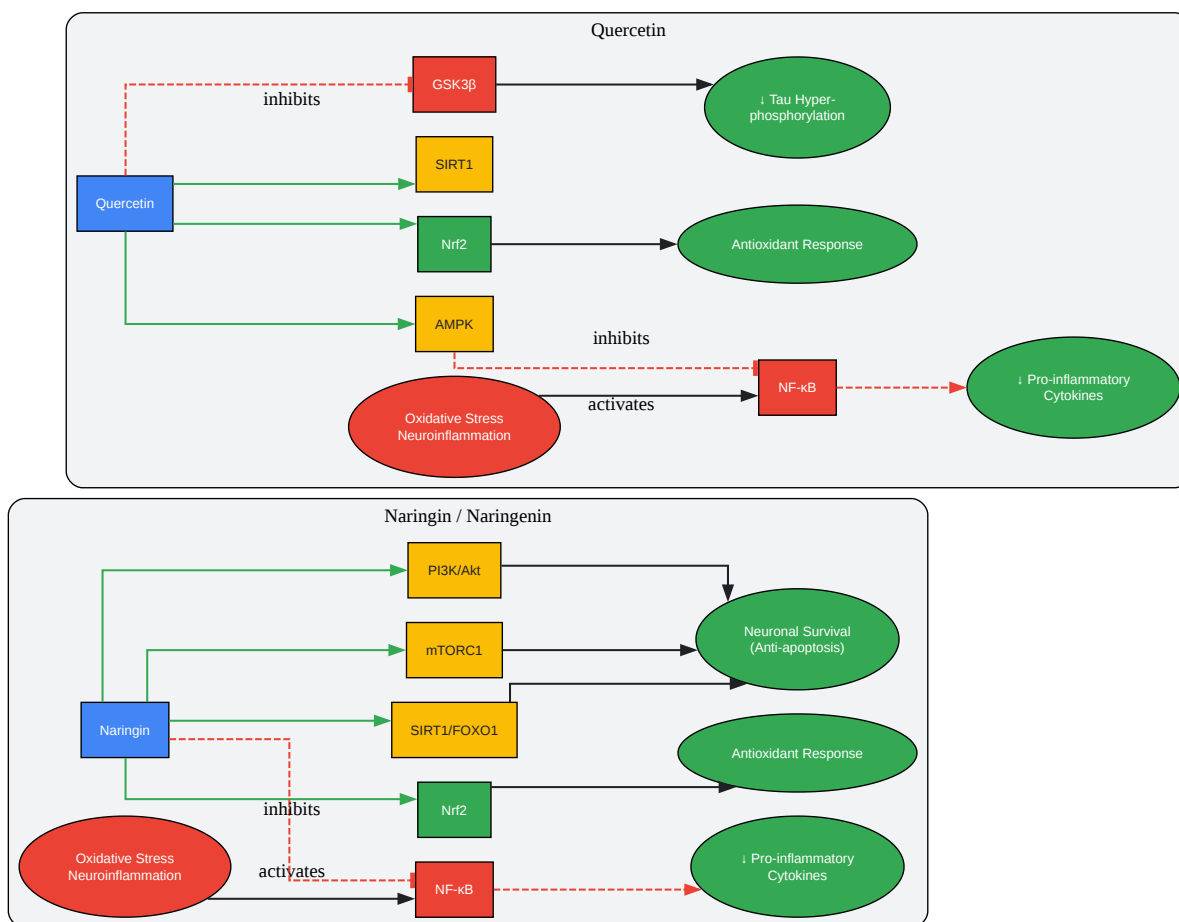 Quercetin
GSK3β
inhibits
↓ Tau Hyper-
phosphorylation
SIRT1
Quercetin
Nrf2
Antioxidant Response
AMPK
inhibits
NF-κB
↓ Pro-inflammatory
Cytokines
activates
Oxidative Stress
Neuroinflammation
Naringin / Naringenin
PI3K/Akt
Neuronal Survival
(Anti-apoptosis)
mTORC1
Naringin
SIRT1/FOXO1
Antioxidant Response
inhibits
Nrf2
Oxidative Stress
Neuroinflammation
activates
NF-κB
↓ Pro-inflammatory
Cytokines